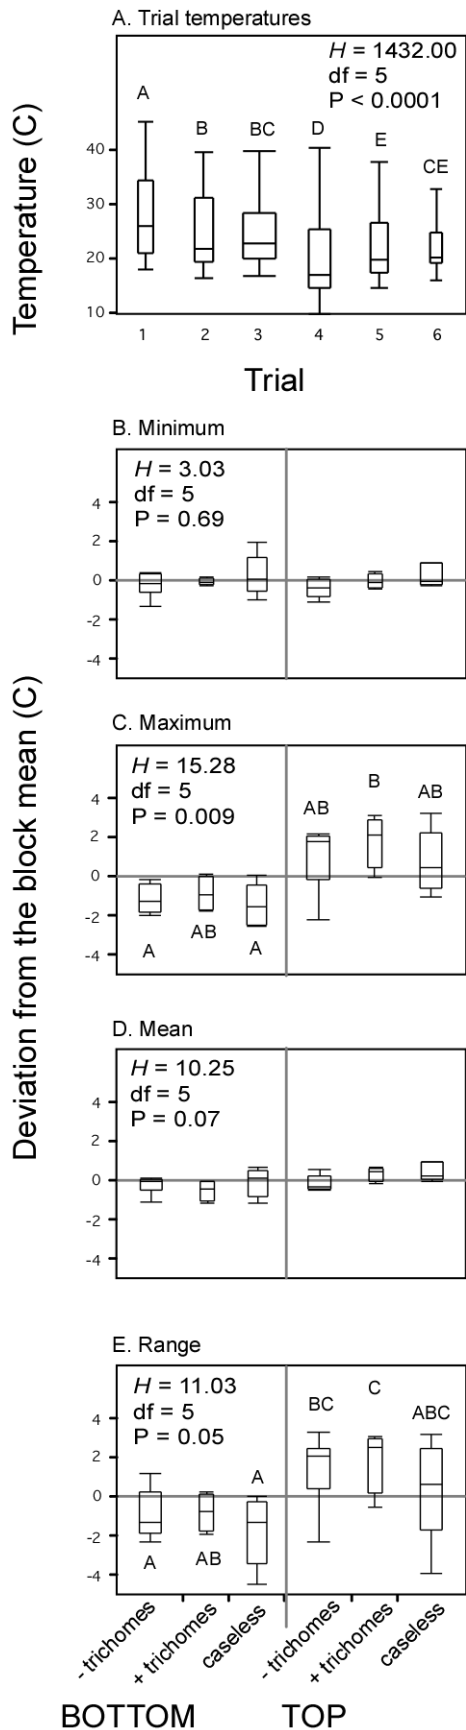 A. Trial temperatures
H = 1432.00
df = 5
P < 0.0001
A
B
BC
D
E
CE
Temperature (C)
40
30
20
10
1 2 3 4 5 6
Trial
B. Minimum
H = 3.03
df = 5
P = 0.69
4
2
0
-2
-4
Deviation from the block mean (C)
C. Maximum
H = 15.28
df = 5
P = 0.009
AB
B
AB
4
2
0
-2
-4
A
AB
A
D. Mean
H = 10.25
df = 5
P = 0.07
4
2
0
-2
-4
E. Range
H = 11.03
df = 5
P = 0.05
BC
C
ABC
4
2
0
-2
-4
A
A
AB
- trichomes
+ trichomes
caseless
- trichomes
+ trichomes
caseless
BOTTOM TOP